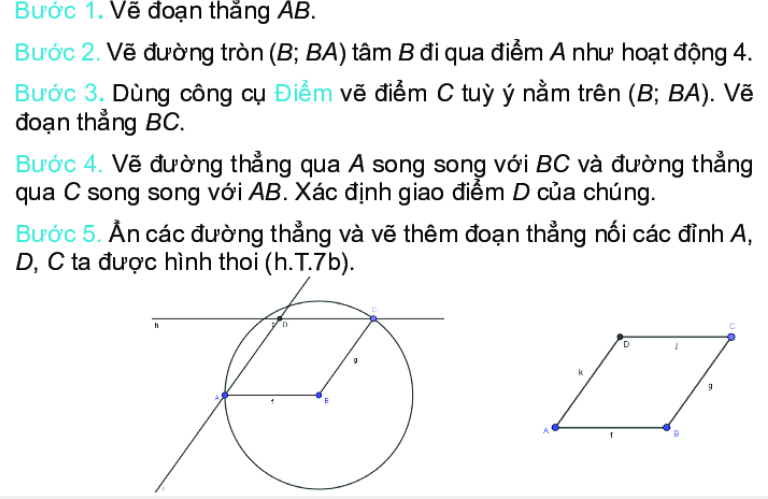 Bước 1. Vẽ đoạn thẳng AB.
Bước 2. Vẽ đường tròn (B; BA) tâm B đi qua điểm A như hoạt động 4.
Bước 3. Dùng công cụ Điểm vẽ điểm C tuỳ ý nằm trên (B; BA). Vẽ
đoạn thẳng BC.
Bước 4. Vẽ đường thẳng qua A song song với BC và đường thẳng
qua C song song với AB. Xác định giao điểm D của chúng.
Bước 5. Ẩn các đường thẳng và vẽ thêm đoạn thẳng nối các đỉnh A,
D, C ta được hình thoi (h.T.7b).
h
D
g
A
f
B
C
D
j
k
g
A
f
B